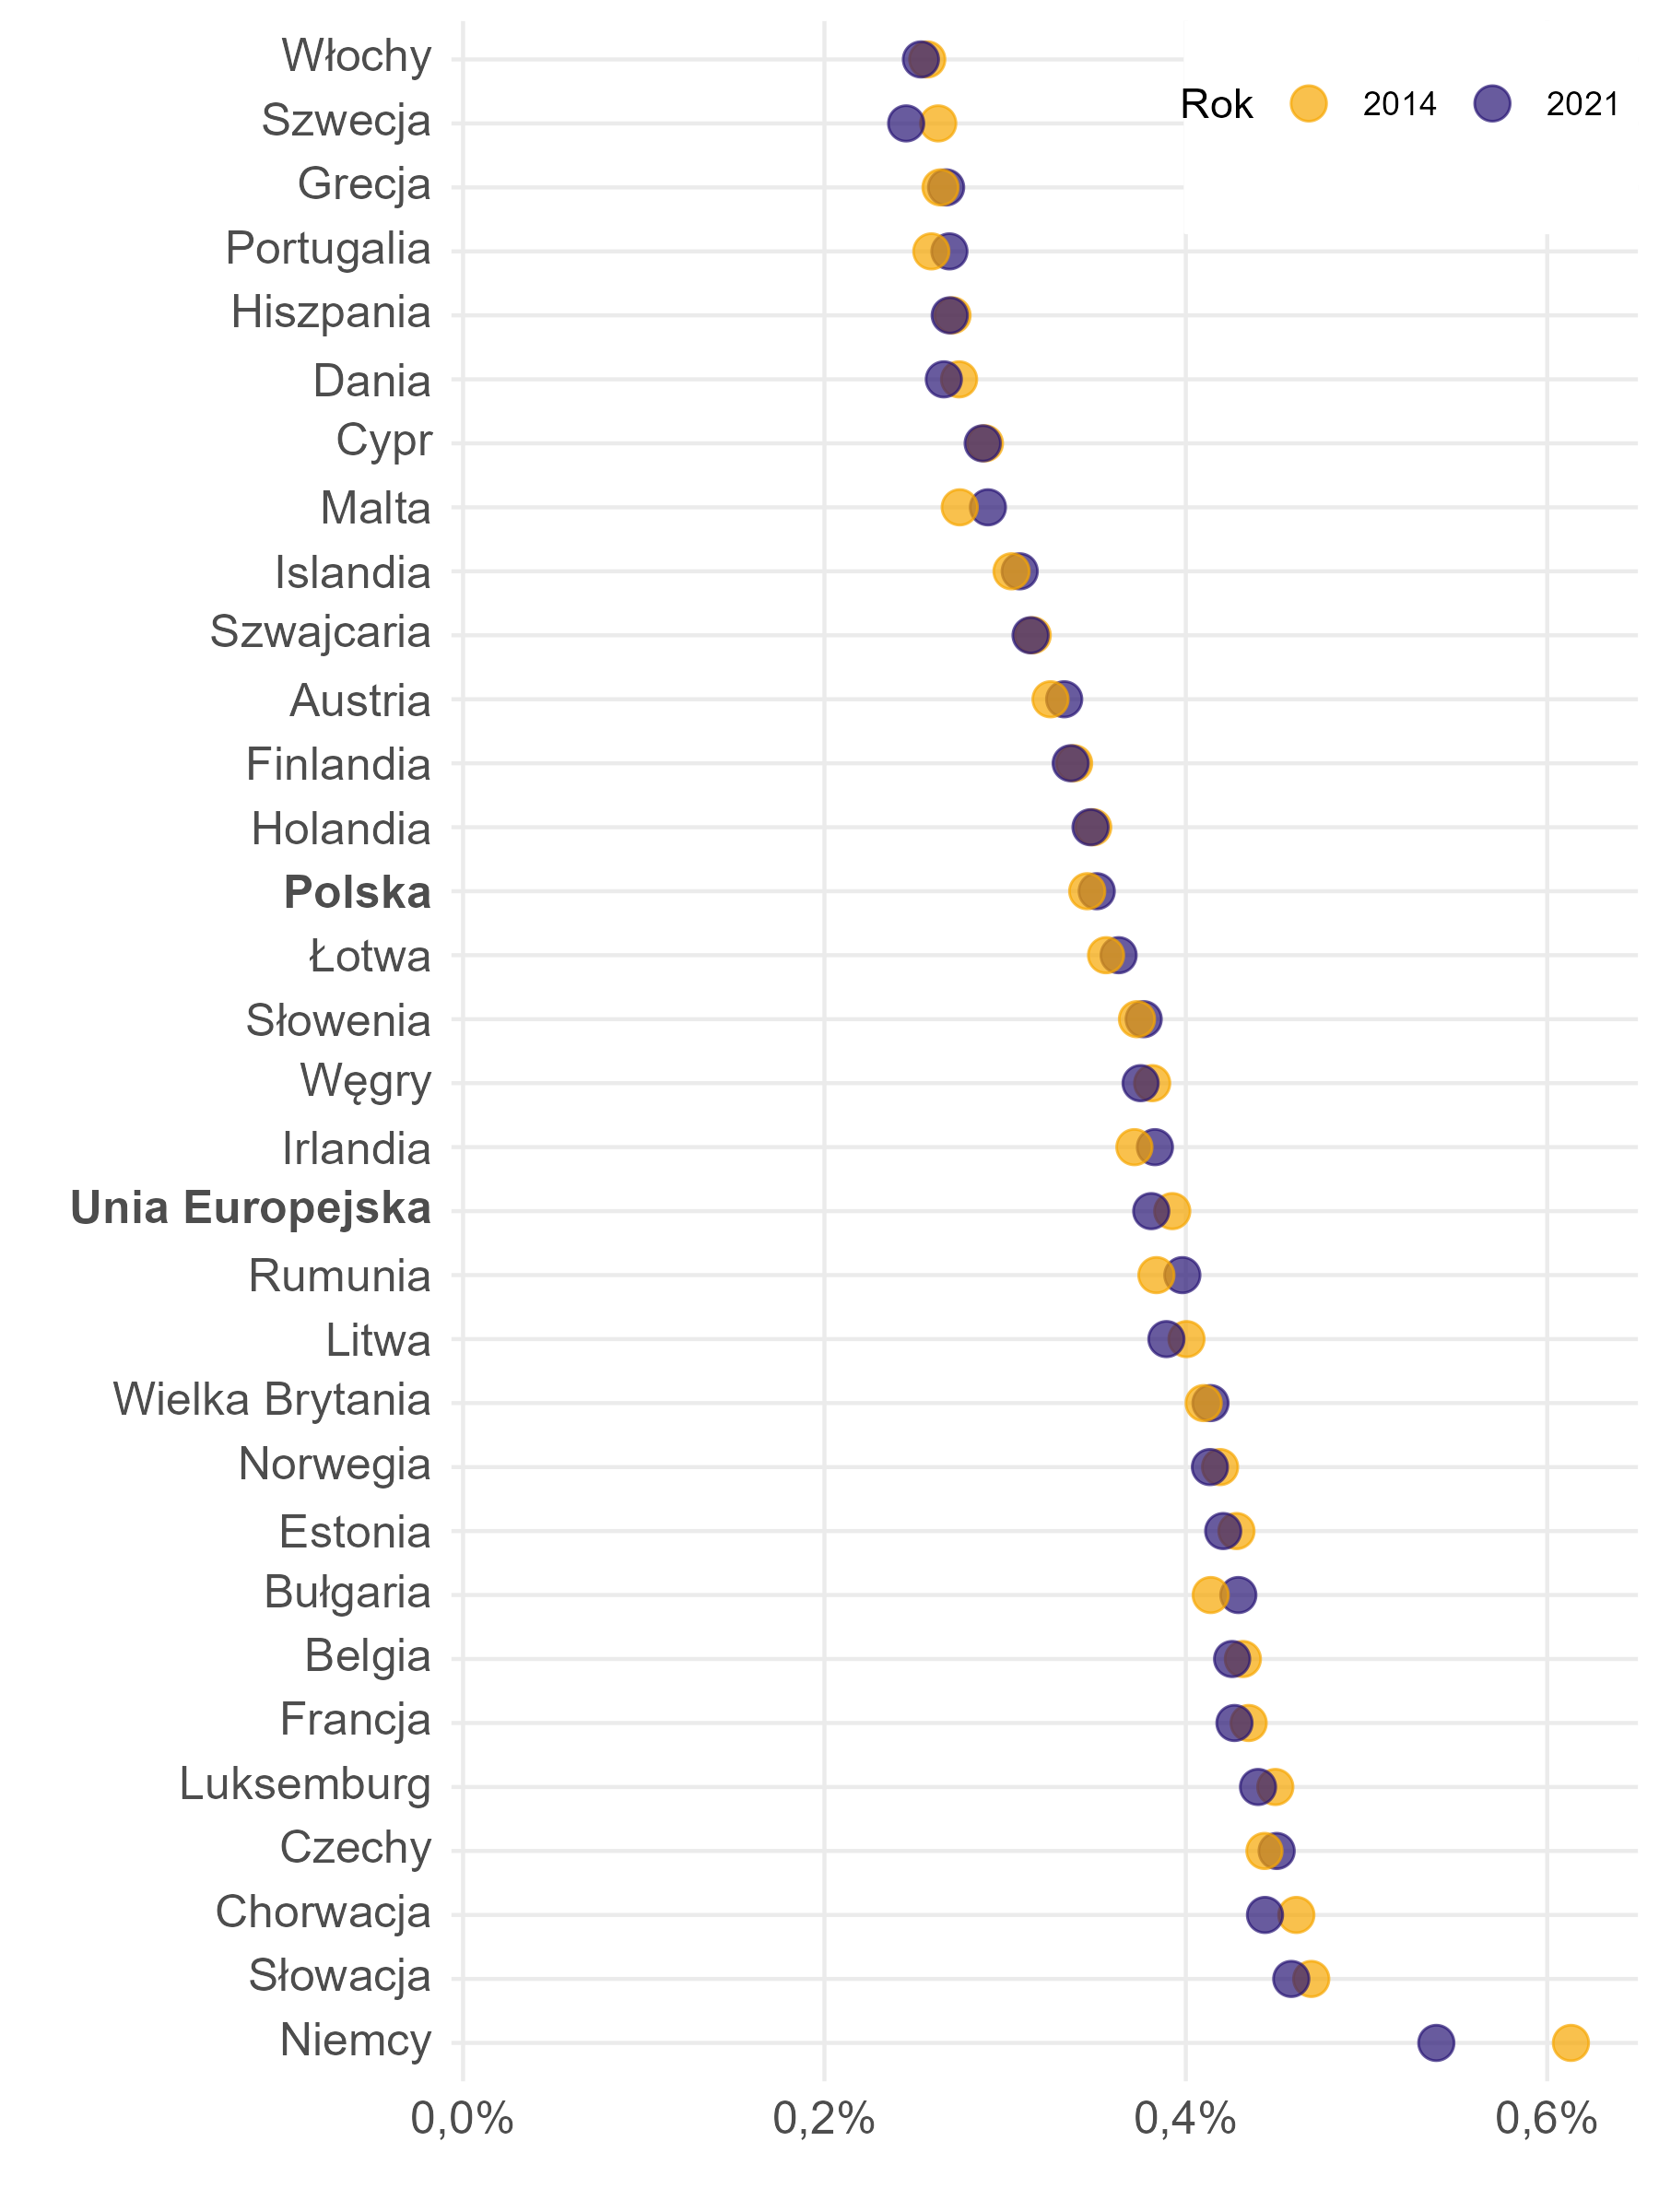 Włochy
Szwecja
Rok 2014 2021
Grecja
Portugalia
Hiszpania
Dania
Cypr
Malta
Islandia
Szwajcaria
Austria
Finlandia
Holandia
Polska
Łotwa
Słowenia
Węgry
Irlandia
Unia Europejska
Rumunia
Litwa
Wielka Brytania
Norwegia
Estonia
Bułgaria
Belgia
Francja
Luksemburg
Czechy
Chorwacja
Słowacja
Niemcy
0,0% 0,2% 0,4% 0,6%